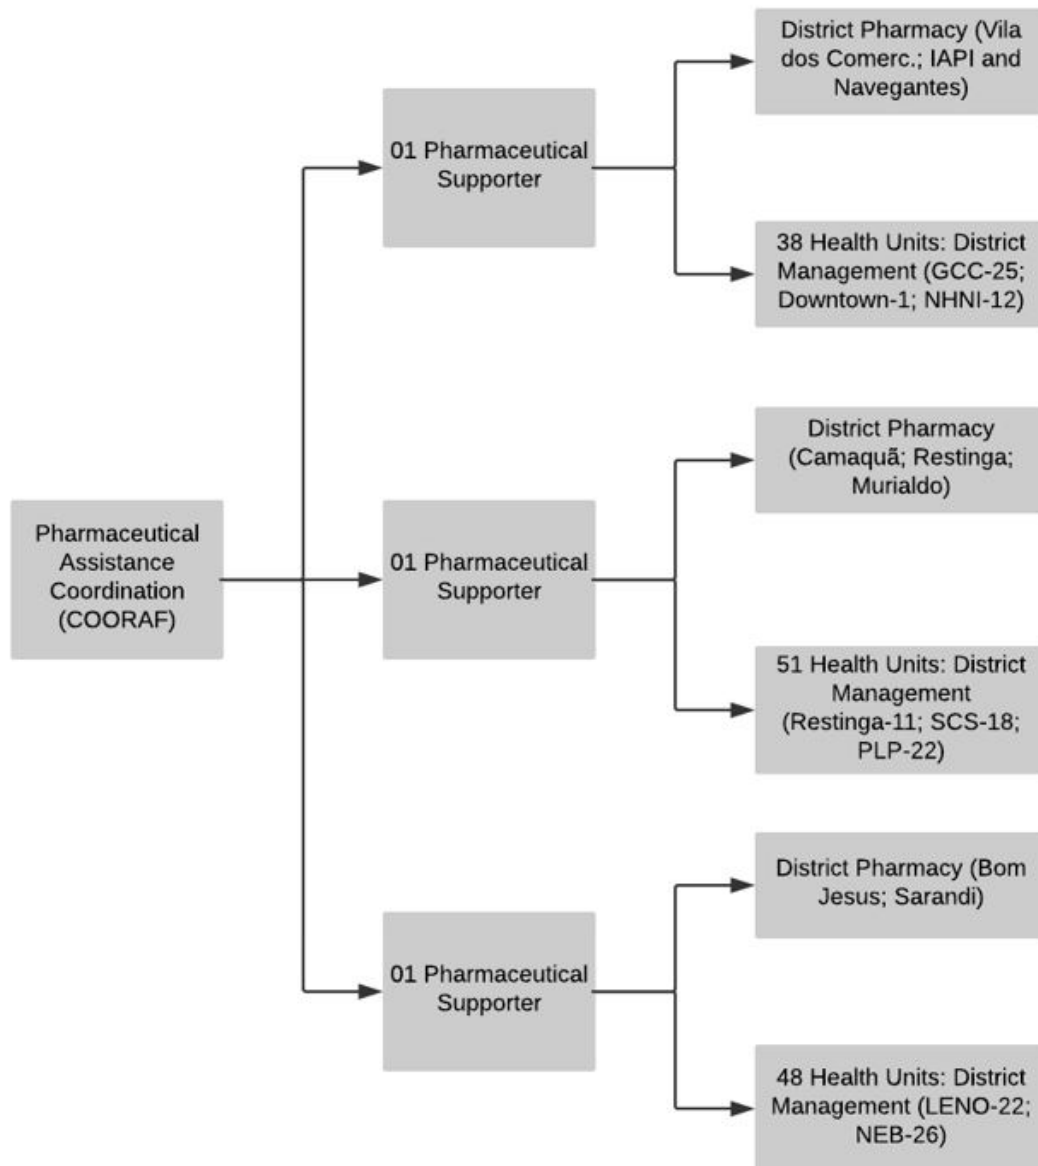 District Pharmacy (Vila
dos Comerc.; IAPI and
Navegantes)
01 Pharmaceutical
Supporter
38 Health Units: District
Management (GCC-25;
Downtown-1; NHNI-12)
District Pharmacy
(Camaquã; Restinga;
Murialdo)
Pharmaceutical
Assistance
Coordination
(COORAF)
01 Pharmaceutical
Supporter
51 Health Units: District
Management
(Restinga-11; SCS-18;
PLP-22)
District Pharmacy (Bom
Jesus; Sarandi)
01 Pharmaceutical
Supporter
48 Health Units: District
Management (LENO-22;
NEB-26)